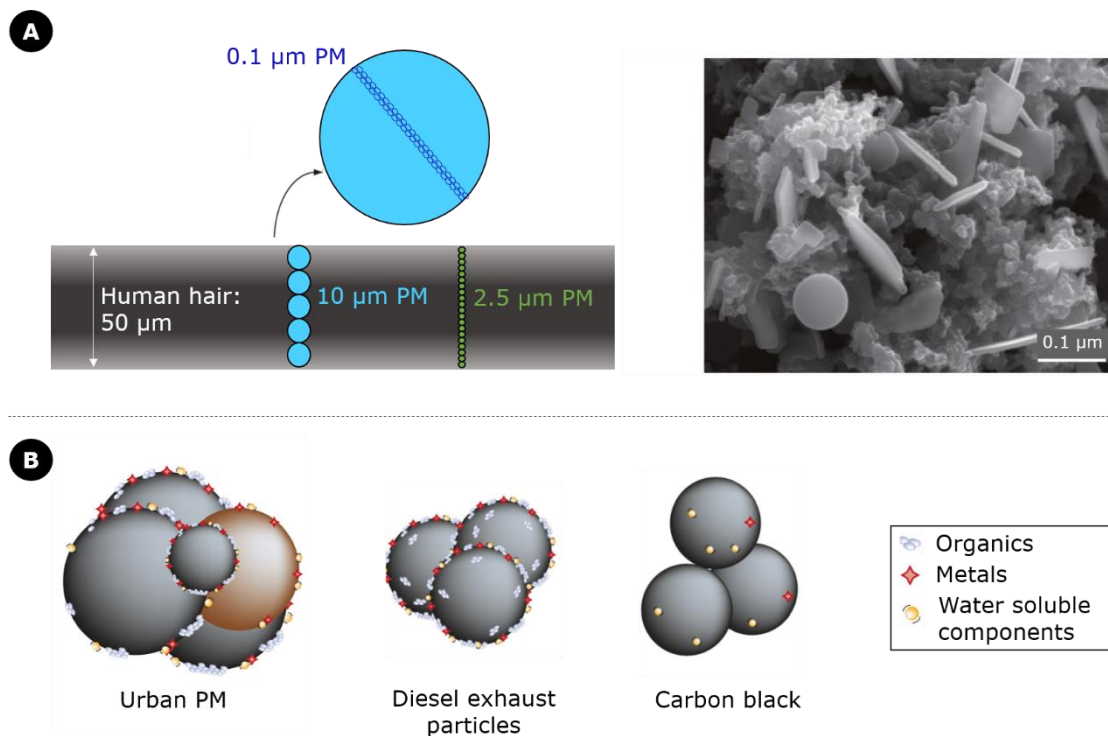 A
0.1 µm PM
Human hair:
50 µm
10 µm PM
2.5 µm PM
0.1 µm
B
Urban PM
Diesel exhaust
particles
Carbon black
Organics
Metals
Water soluble
components